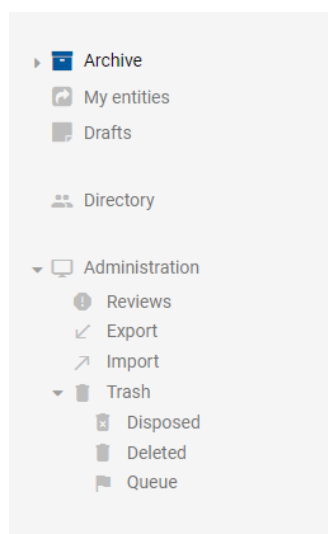 Archive
My entities
Drafts
Directory
Administration
Reviews
Export
Import
Trash
Disposed
Deleted
Queue